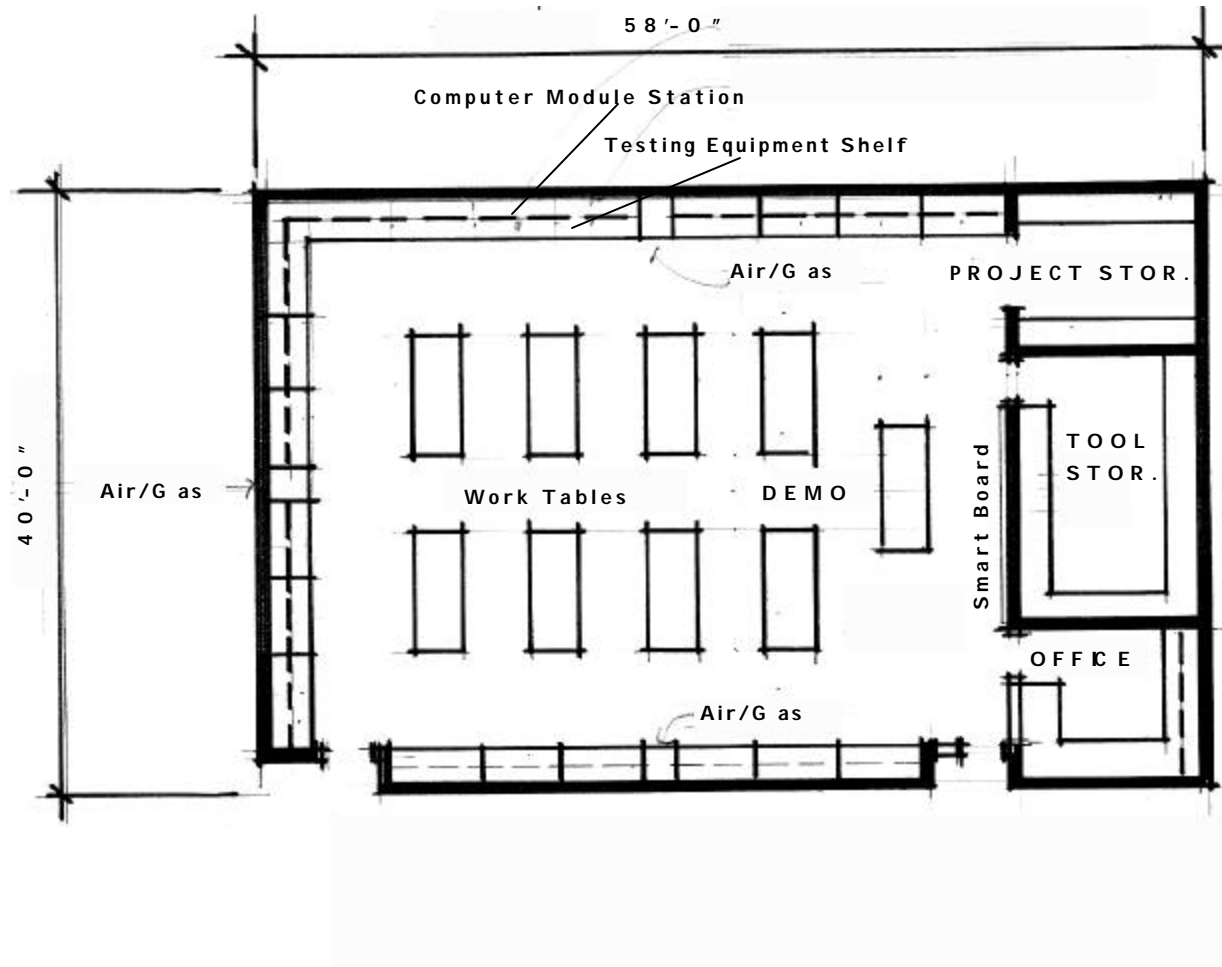 58'-0"
Computer Module Station
Testing Equipment Shelf
Air/Gas
PROJECT STOR.
40'-0"
Air/Gas
Work Tables
DEMO
Smart Board
TOOL
STOR.
OFFICE
Air/Gas